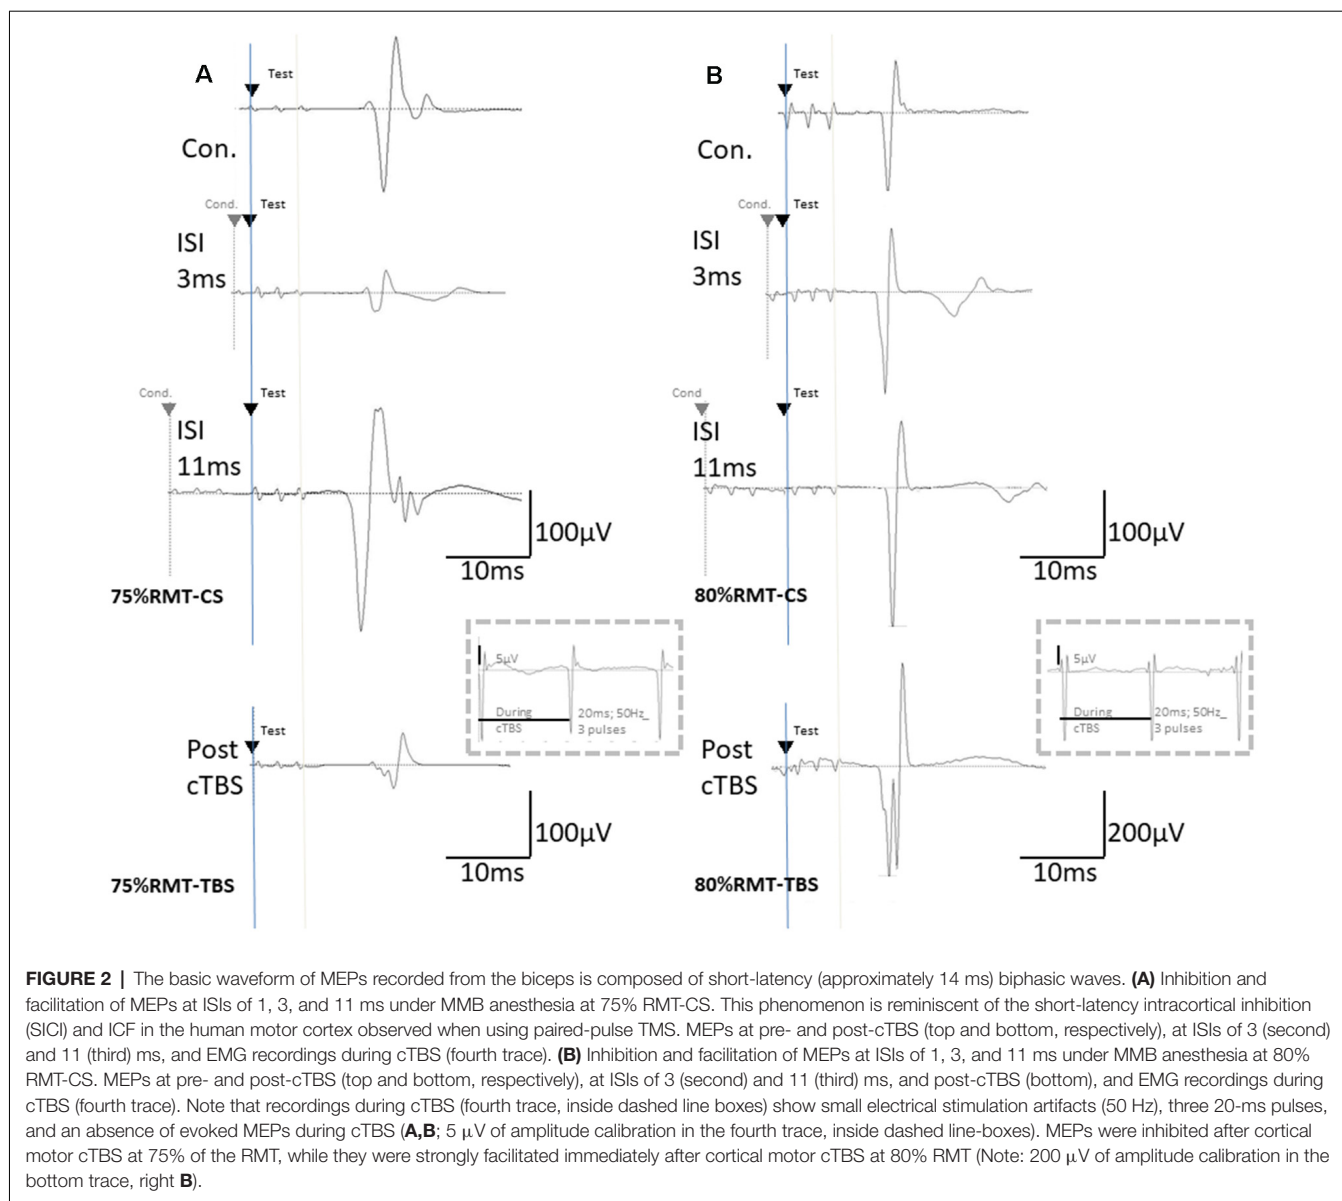 A
Test
Con.
Cond.
Test
ISI
3ms
Cond.
Test
ISI
11ms
100μV
10ms
75%RMT-CS
5μV
During
cTBS
20ms; 50Hz_
3 pulses
Test
Post
cTBS
100μV
10ms
75%RMT-TBS
B
Test
Con.
Cond.
Test
ISI
3ms
Cond
Test
ISI
11ms
100μV
10ms
80%RMT-CS
5μV
During
cTBS
20ms; 50Hz_
3 pulses
Test
Post
cTBS
200μV
10ms
80%RMT-TBS
FIGURE 2 | The basic waveform of MEPs recorded from the biceps is composed of short-latency (approximately 14 ms) biphasic waves. (A) Inhibition and
facilitation of MEPs at ISIs of 1, 3, and 11 ms under MMB anesthesia at 75% RMT-CS. This phenomenon is reminiscent of the short-latency intracortical inhibition
(SICI) and ICF in the human motor cortex observed when using paired-pulse TMS. MEPs at pre- and post-cTBS (top and bottom, respectively), at ISIs of 3 (second)
and 11 (third) ms, and EMG recordings during cTBS (fourth trace). (B) Inhibition and facilitation of MEPs at ISIs of 1, 3, and 11 ms under MMB anesthesia at 80%
RMT-CS. MEPs at pre- and post-cTBS (top and bottom, respectively), at ISIs of 3 (second) and 11 (third) ms, and post-cTBS (bottom), and EMG recordings during
cTBS (fourth trace). Note that recordings during cTBS (fourth trace, inside dashed line boxes) show small electrical stimulation artifacts (50 Hz), three 20-ms pulses,
and an absence of evoked MEPs during cTBS (A,B; 5 μV of amplitude calibration in the fourth trace, inside dashed line-boxes). MEPs were inhibited after cortical
motor cTBS at 75% of the RMT, while they were strongly facilitated immediately after cortical motor cTBS at 80% RMT (Note: 200 μV of amplitude calibration in the
bottom trace, right B).